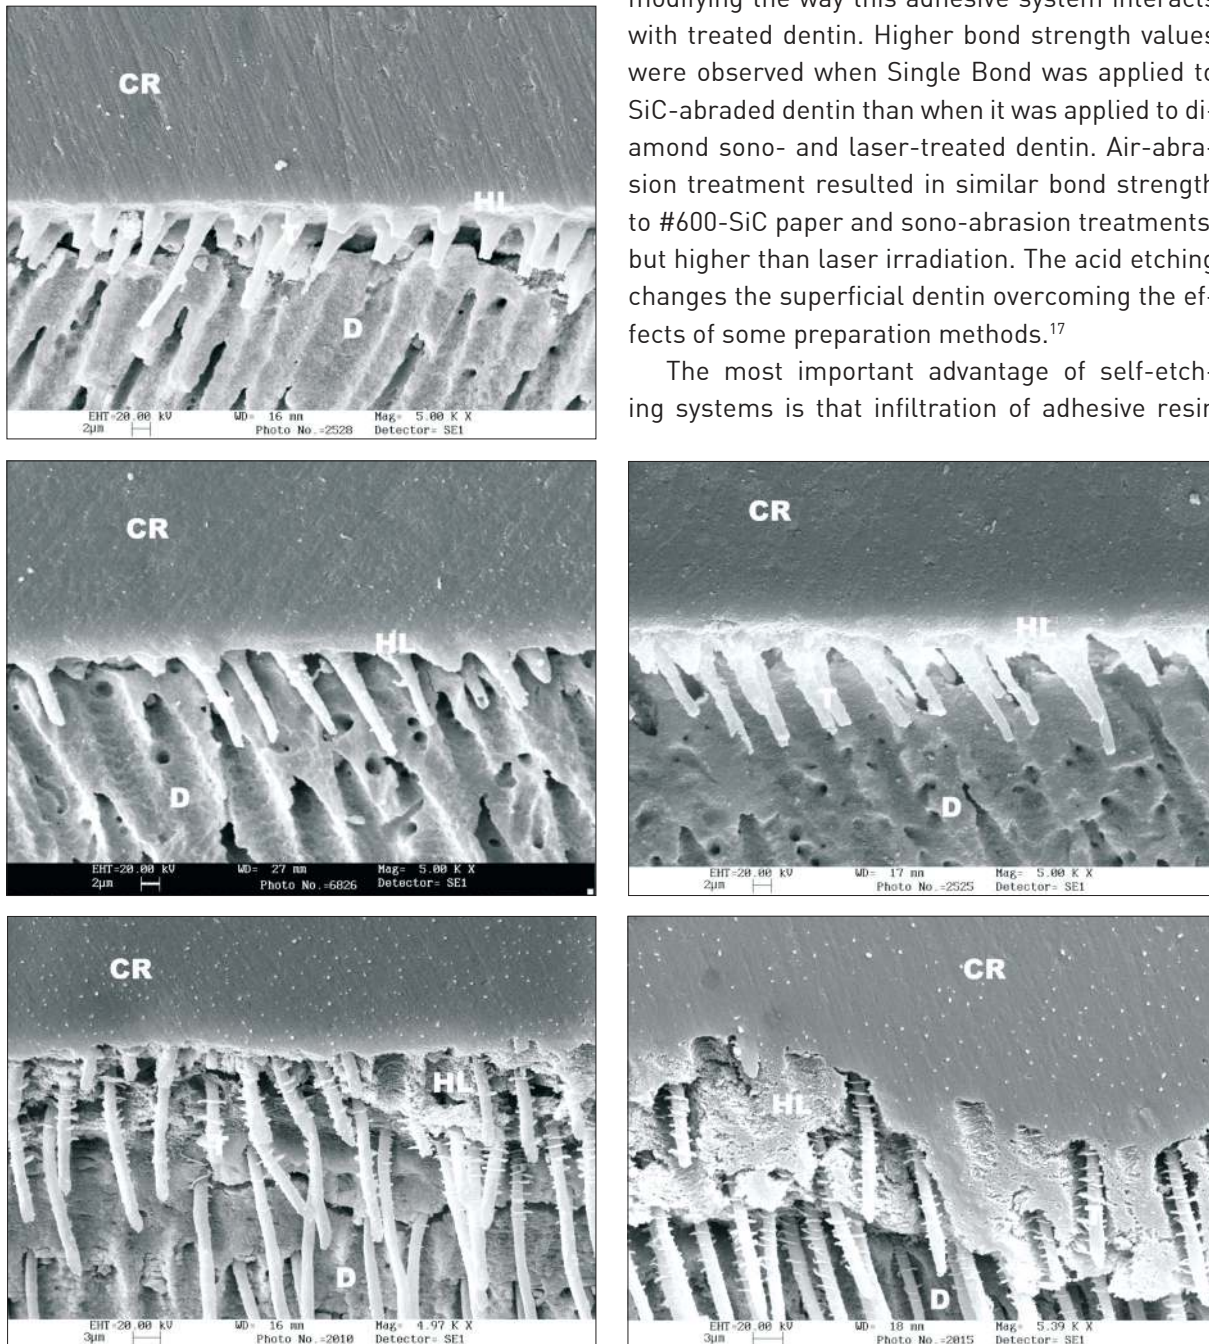 modifying the way this adhesive system interacts
with treated dentin. Higher bond strength values
were observed when Single Bond was applied to
SiC-abraded dentin than when it was applied to di-
amond sono- and laser-treated dentin. Air-abra-
sion treatment resulted in similar bond strength
to #600-SiC paper and sono-abrasion treatments
but higher than laser irradiation. The acid etching
changes the superficial dentin overcoming the ef-
fects of some preparation methods.17
The most important advantage of self-etch-
ing systems is that infiltration of adhesive resin
CR
HL
T
D
EHT=20.00 kV WD= 16 mm Mag= 5.00 K X
2µm Photo No.=2528 Detector= SE1
CR
HL
T
D
EHT=20.00 kV WD= 27 mm Mag= 5.00 K X
2µm Photo No.=6826 Detector= SE1
CR
HL
T
D
EHT=20.00 kV WD= 17 mm Mag= 5.00 K X
2µm Photo No.=2525 Detector= SE1
CR
HL
T
D
EHT=20.00 kV WD= 16 mm Mag= 4.97 K X
3µm Photo No.=2010 Detector= SE1
CR
HL
D
EHT=20.00 kV WD= 18 mm Mag= 5.39 K X
3µm Photo No.=2015 Detector= SE1